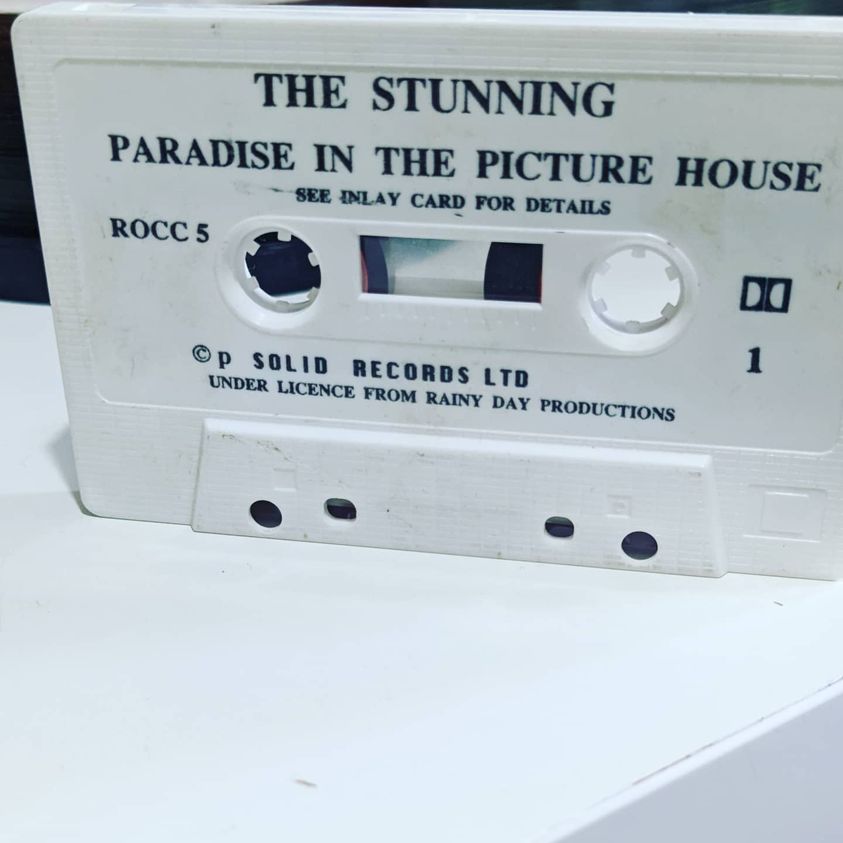 THE STUNNING
PARADISE IN THE PICTURE HOUSE
SEE INLAY CARD FOR DETAILS
ROCC 5
1
© p SOLID RECORDS LTD
UNDER LICENCE FROM RAINY DAY PRODUCTIONS